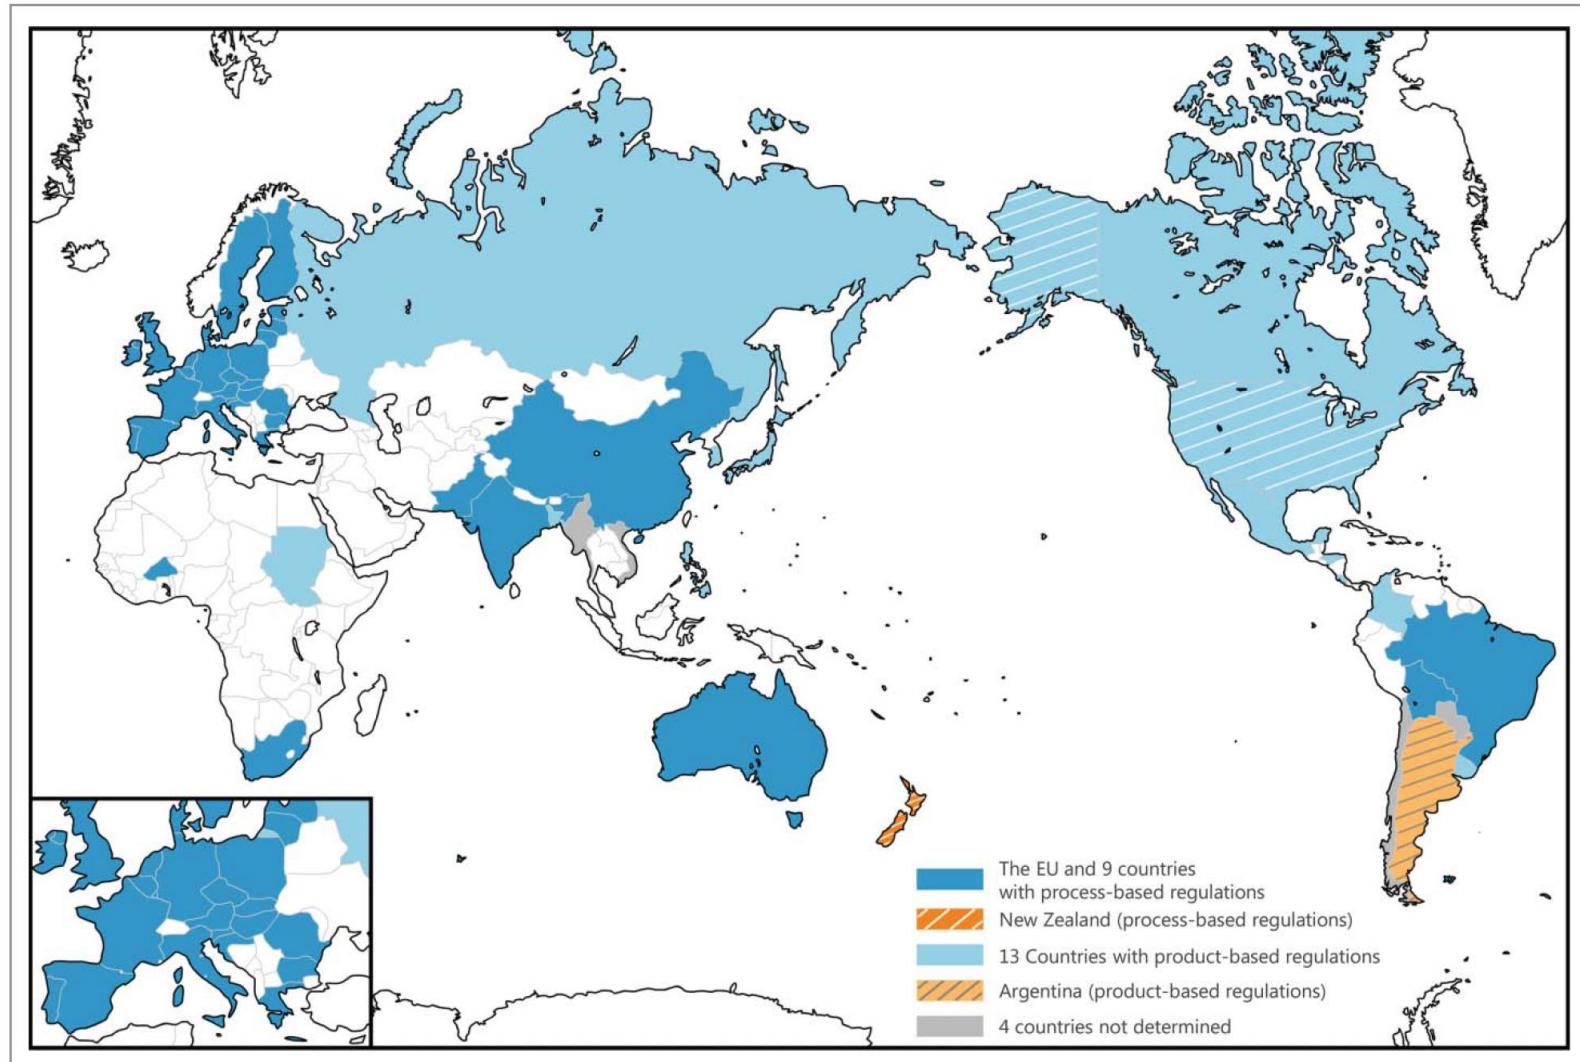 The EU and 9 countries
with process-based regulations
New Zealand (process-based regulations)
13 Countries with product-based regulations
Argentina (product-based regulations)
4 countries not determined